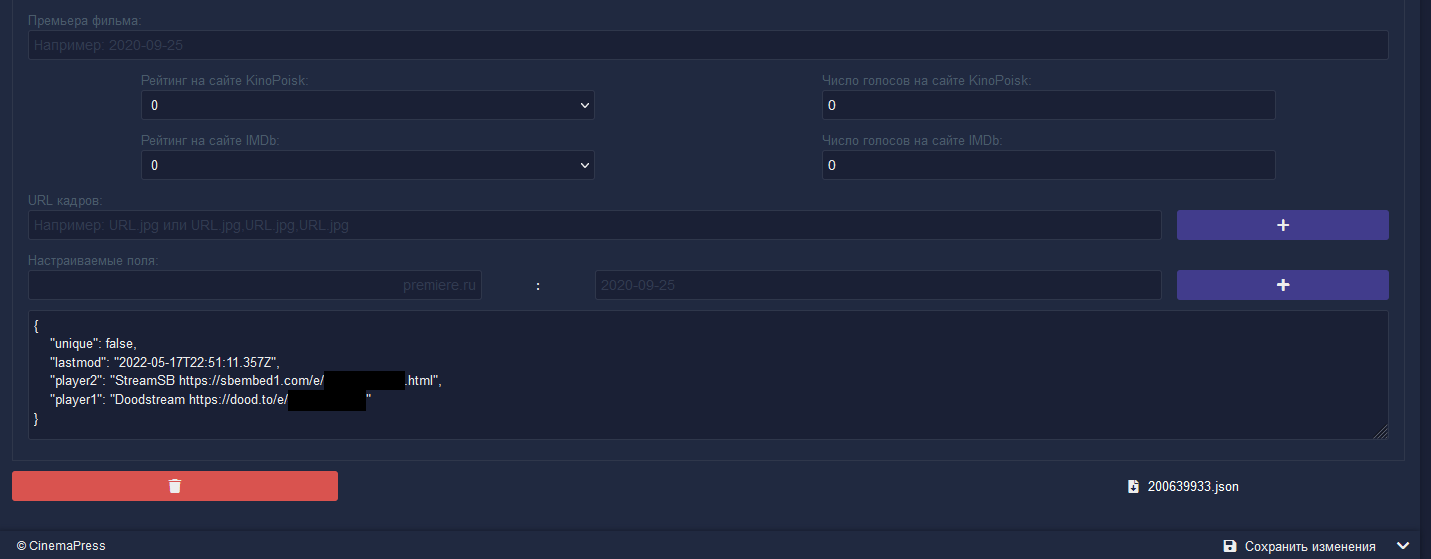 Премьера фильма:
Например: 2020-09-25
Рейтинг на сайте KinoPoisk: Число голосов на сайте KinoPoisk:
0 0
Рейтинг на сайте IMDb: Число голосов на сайте IMDb:
0 0
URL кадров:
Например: URL.jpg или URL.jpg,URL.jpg,URL.jpg +
Настраиваемые поля:
premiere.ru : 2020-09-25 +
{
"unique": false,
"lastmod": "2022-05-17T22:51:11.357Z",
"player2": "StreamSB https://sbembed1.com/e/ .html",
"player1": "Doodstream https://dood.to/e/ "
}
200639933.json
© CinemaPress Сохранить изменения